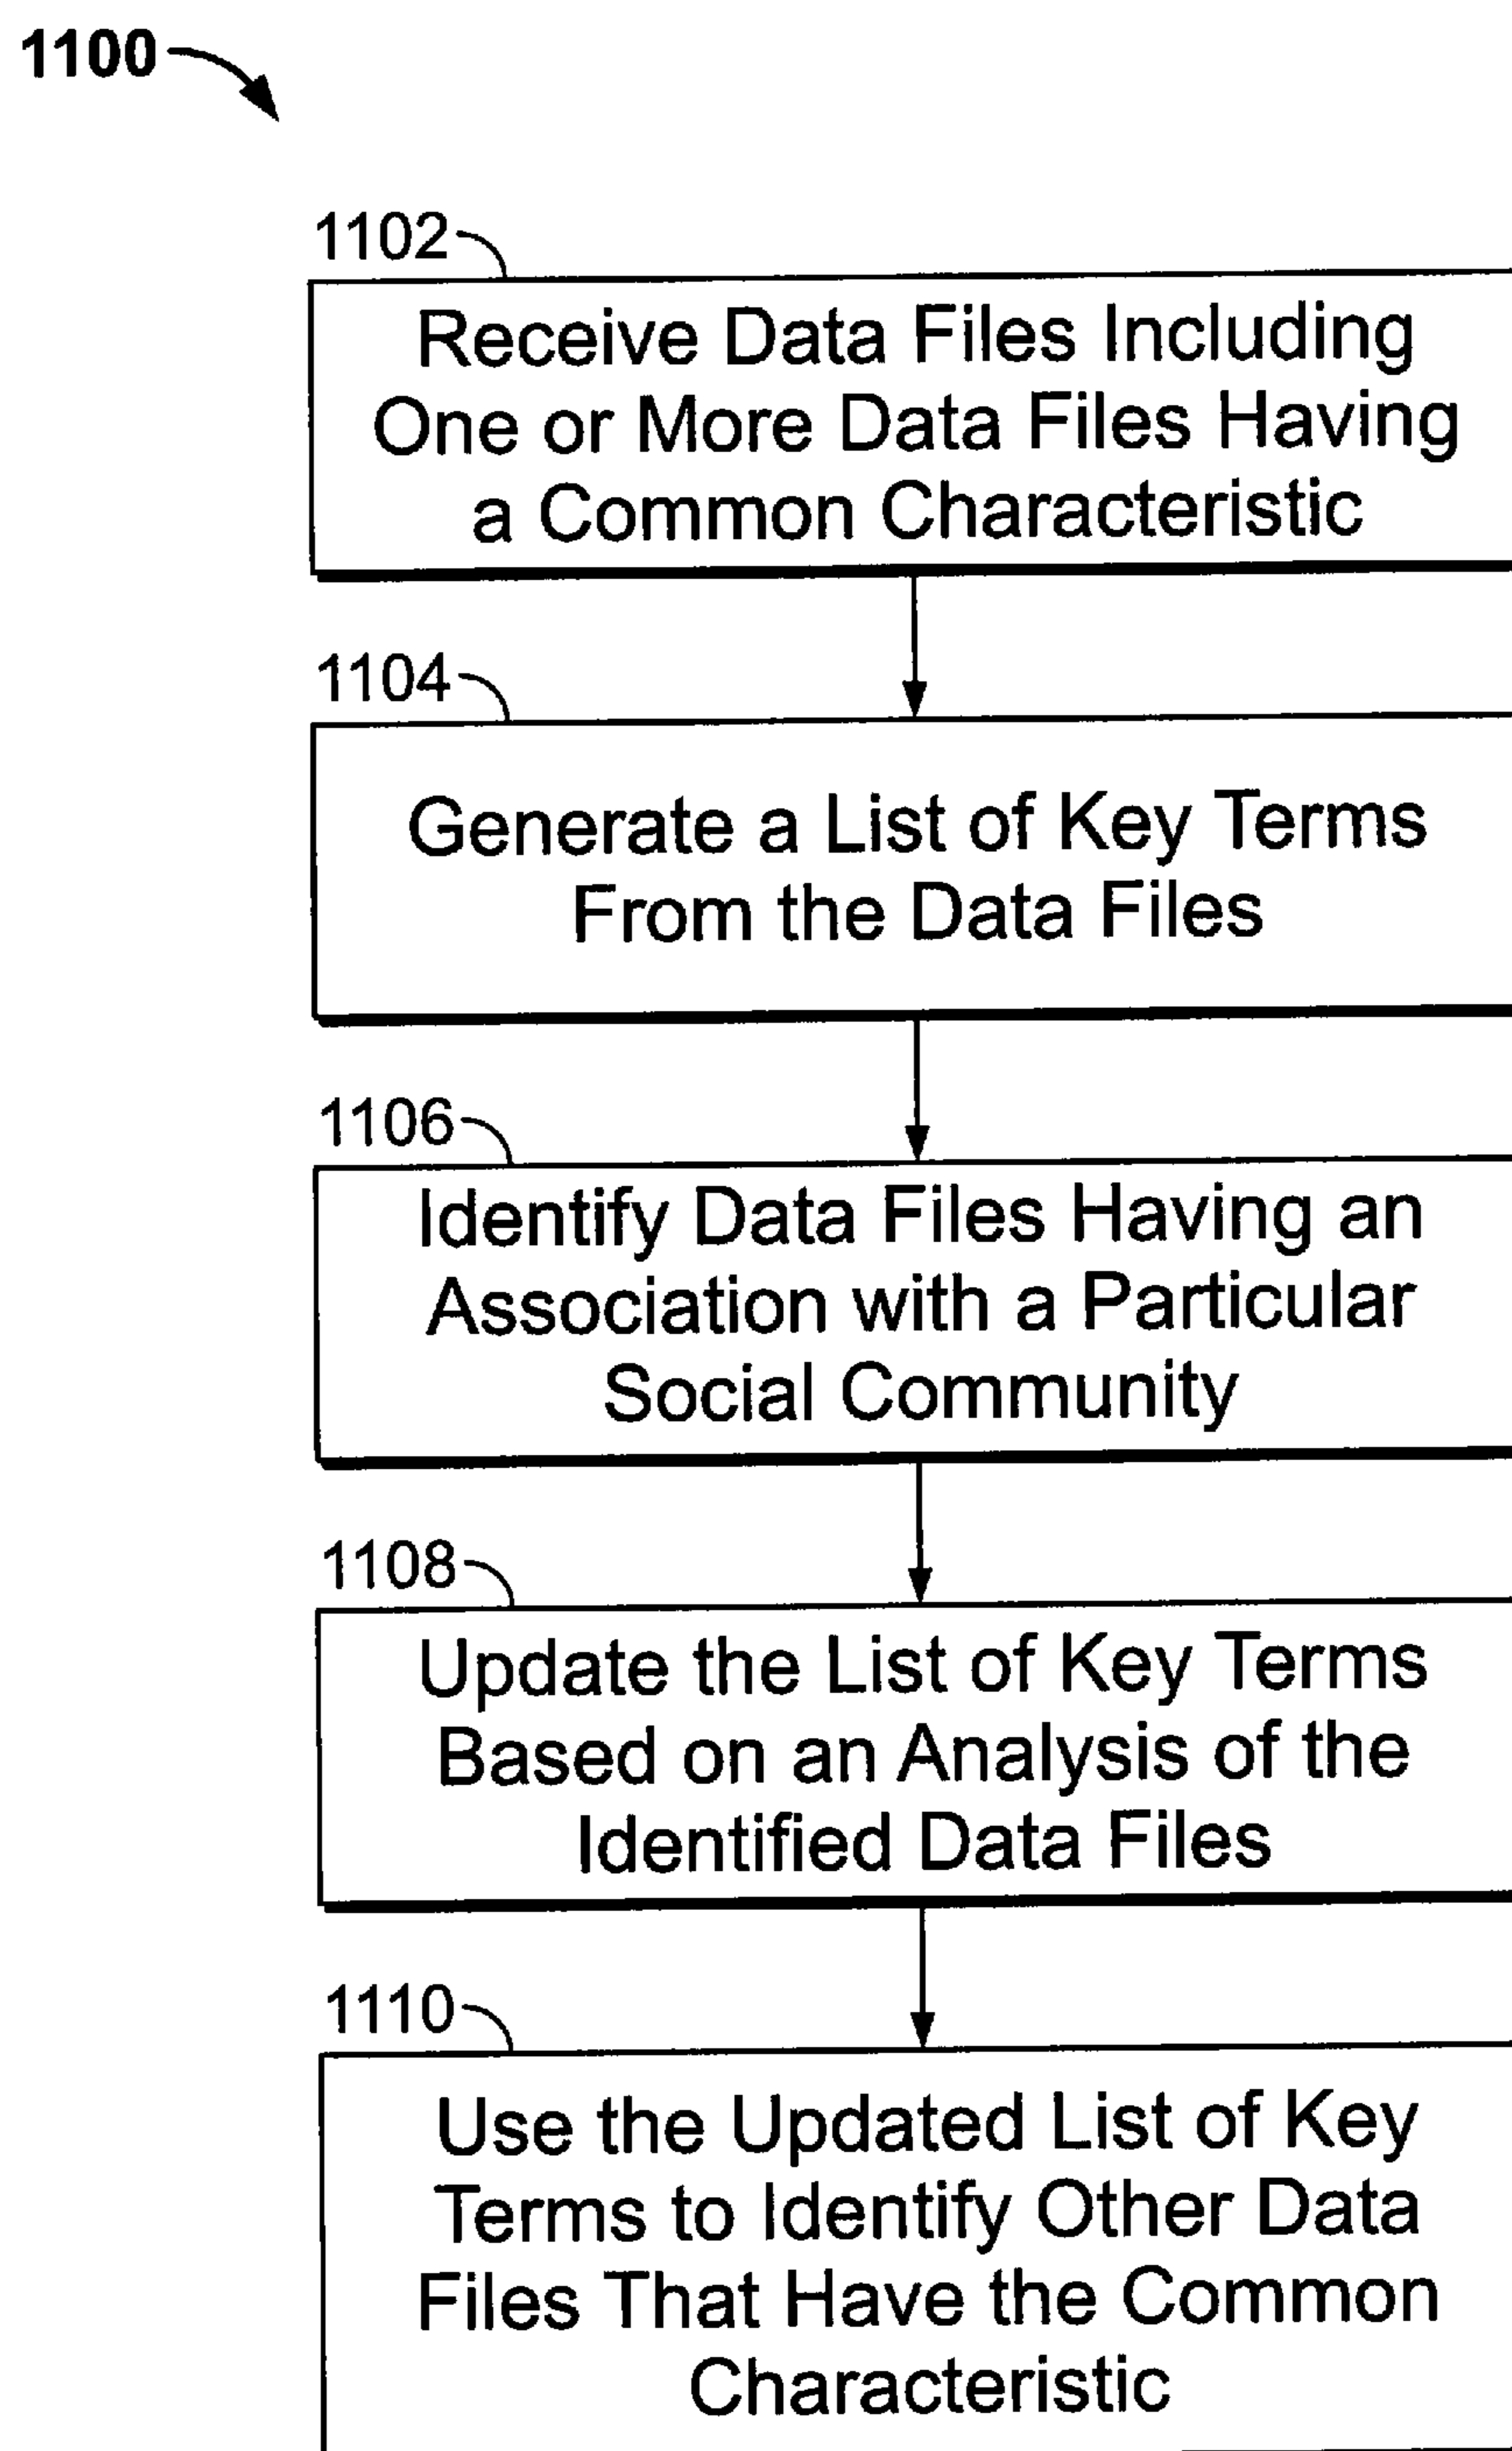 1100
1102
Receive Data Files Including
One or More Data Files Having
a Common Characteristic
1104
Generate a List of Key Terms
From the Data Files
1106
Identify Data Files Having an
Association with a Particular
Social Community
1108
Update the List of Key Terms
Based on an Analysis of the
Identified Data Files
1110
Use the Updated List of Key
Terms to Identify Other Data
Files That Have the Common
Characteristic